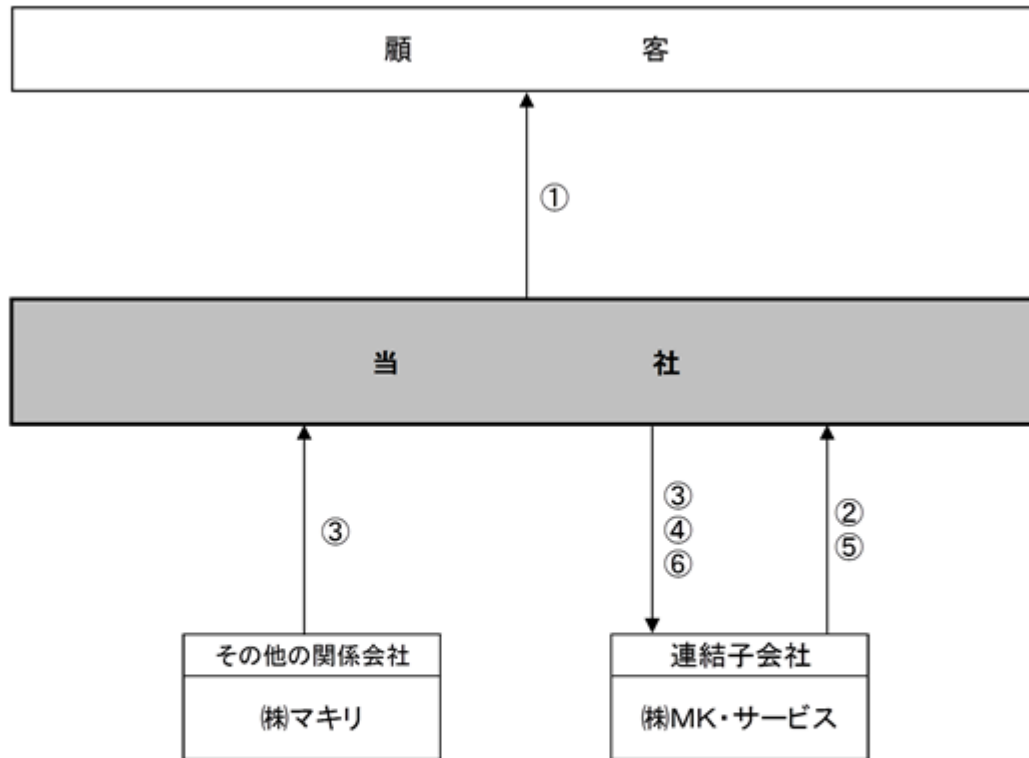 顧客
①
当社
③
③
④
⑥
②
⑤
その他の関係会社
㈱マキリ
連結子会社
㈱MK・サービス